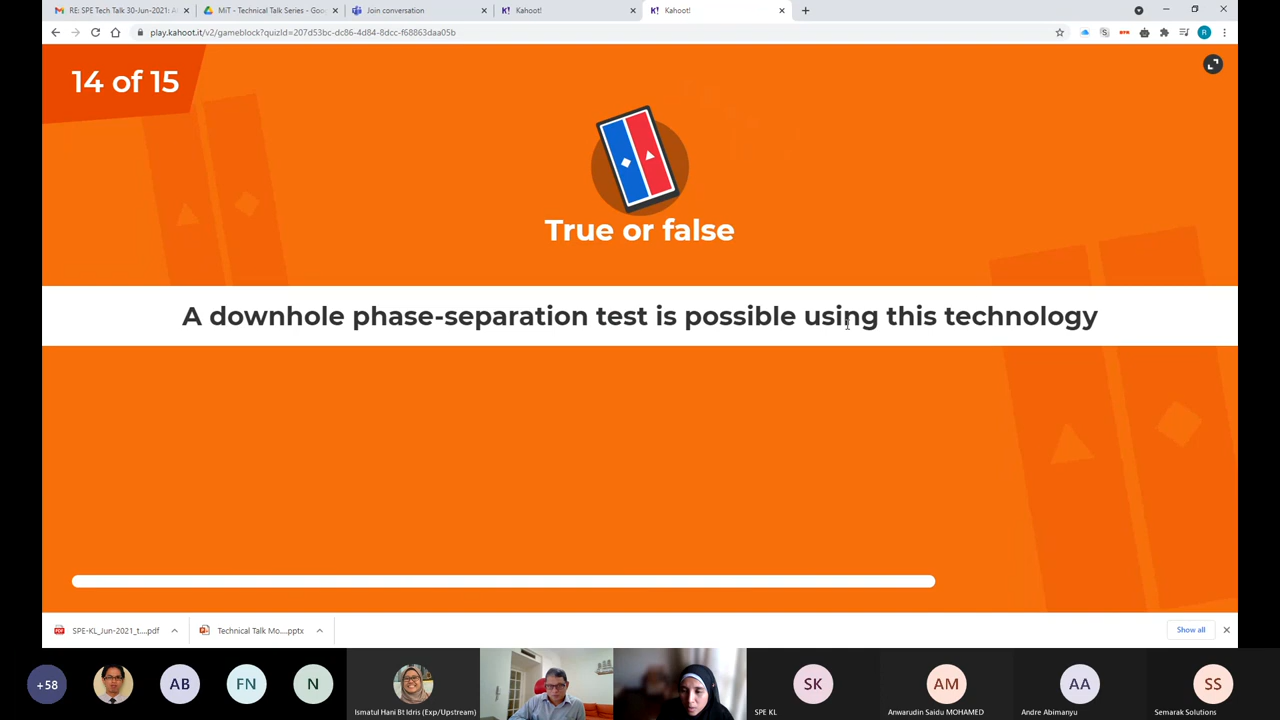 RE: SPE Tech Talk 30-Jun-2021: A
MiT - Technical Talk Series - Goo
Join conversation
Kahoot!
Kahoot!
play.kahoot.it/v2/gameblock?quizId=207d53bc-dc86-4d84-8dcc-f68863daa05b
R
14 of 15
True or false
A downhole phase-separation test is possible using this technology
SPE-KL_Jun-2021_t....pdf
Technical Talk Mo....pptx
Show all
+58
AB
FN
N
SK
AM
AA
SS
Ismatul Hani Bt Idris (Exp/Upstream)
SPE KL
Anwarudin Saidu MOHAMED
Andre Abimanyu
Semarak Solutions